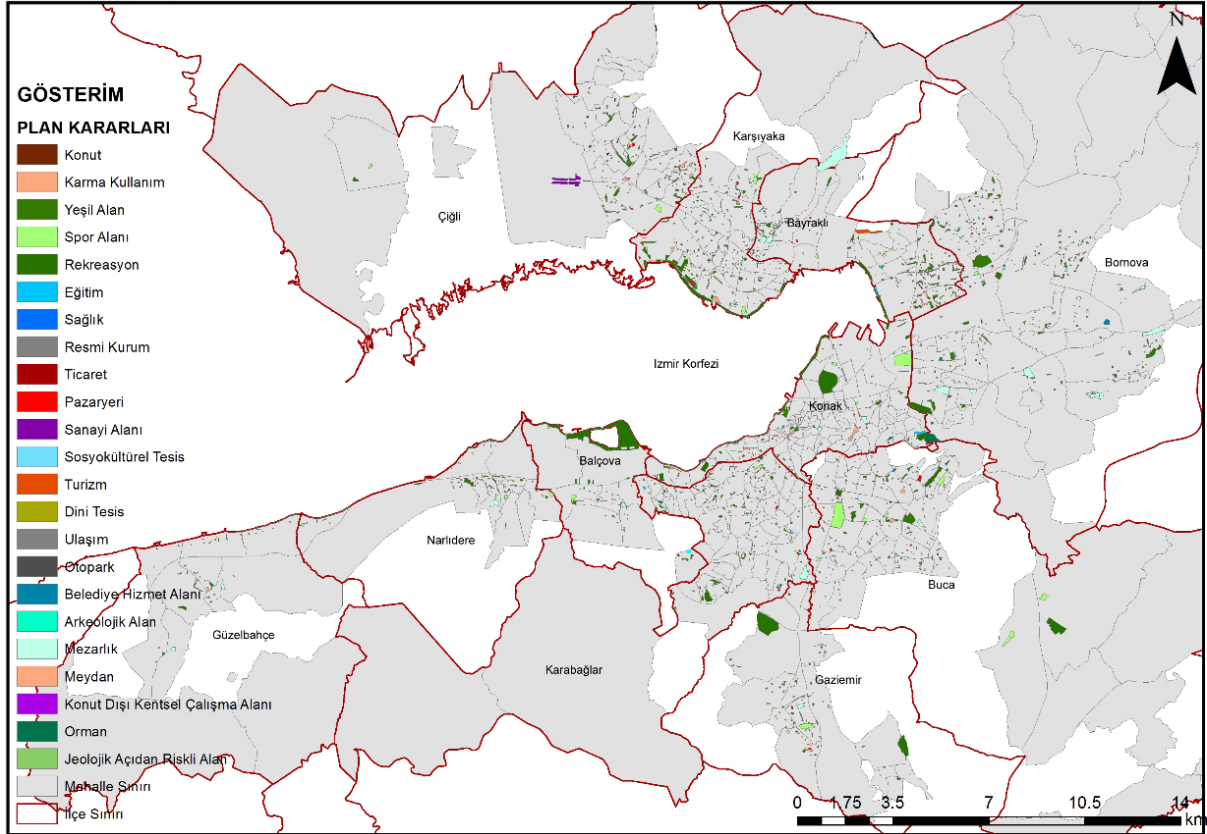 N
GÖSTERİM
PLAN KARARLARI
Konut
Karma Kullanım
Yeşil Alan
Spor Alanı
Rekreasyon
Eğitim
Sağlık
Resmi Kurum
Ticaret
Pazaryeri
Sanayi Alanı
Sosyokültürel Tesis
Turizm
Dini Tesis
Ulaşım
Otopark
Belediye Hizmet Alanı
Arkeolojik Alan
Mezarlık
Meydan
Konut Dışı Kentsel Çalışma Alanı
Orman
Jeolojik Açıdan Riskli Alan
Mahalle Sınırı
İlçe Sınırı
Karşıyaka
Çiğli
Bayraklı
Bornova
Izmir Korfezi
Konak
Balçova
Narlıdere
Buca
Güzelbahçe
Karabağlar
Gaziemir
0 1.75 3.5 7 10.5 14
km